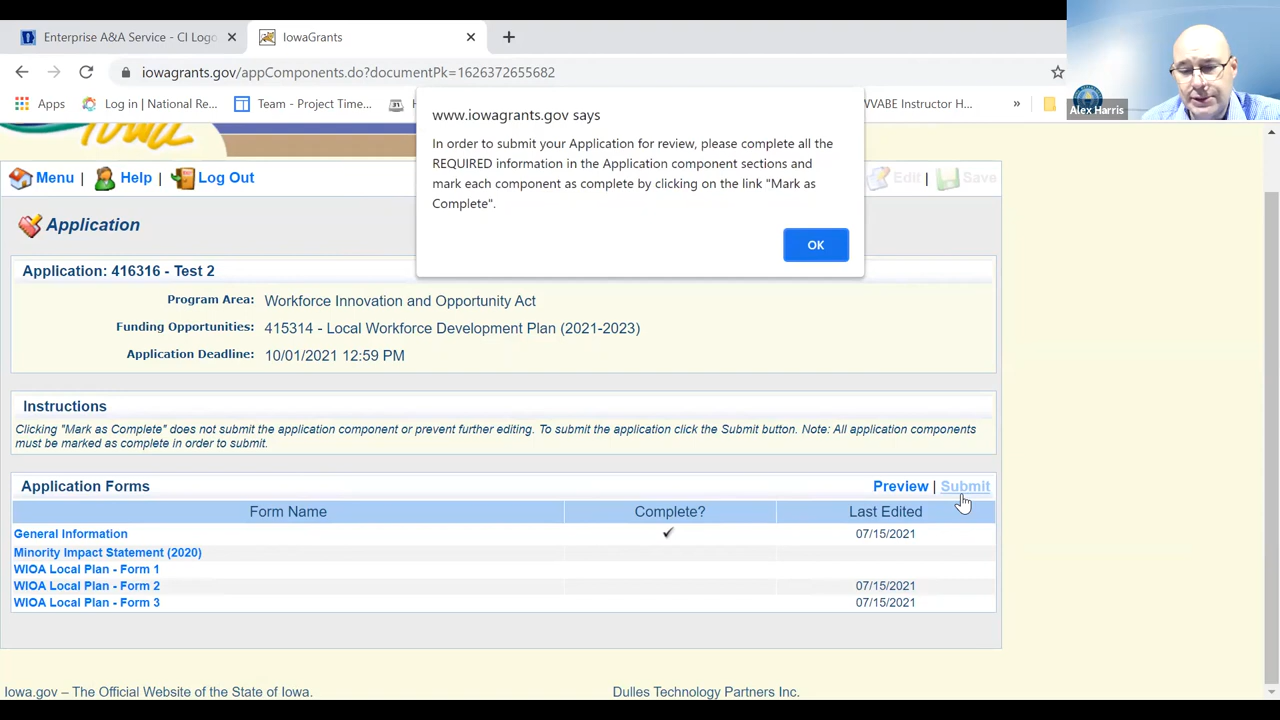 Enterprise A&A Service - CI Logo
IowaGrants
iowagrants.gov/appComponents.do?documentPk=1626372655682
Apps
Log in | National Re...
Team - Project Time...
WVABE Instructor H...
»
Alex Harris
www.iowagrants.gov says
In order to submit your Application for review, please complete all the
REQUIRED information in the Application component sections and
mark each component as complete by clicking on the link "Mark as
Complete".
OK
Iowa
Menu | Help | Log Out
Edit | Save
Application
Application: 416316 - Test 2
Program Area: Workforce Innovation and Opportunity Act
Funding Opportunities: 415314 - Local Workforce Development Plan (2021-2023)
Application Deadline: 10/01/2021 12:59 PM
Instructions
Clicking "Mark as Complete" does not submit the application component or prevent further editing. To submit the application click the Submit button. Note: All application components
must be marked as complete in order to submit.
Application Forms Preview | Submit
Form Name Complete? Last Edited
General Information ✔ 07/15/2021
Minority Impact Statement (2020)
WIOA Local Plan - Form 1
WIOA Local Plan - Form 2 07/15/2021
WIOA Local Plan - Form 3 07/15/2021
Iowa.gov – The Official Website of the State of Iowa. Dulles Technology Partners Inc.